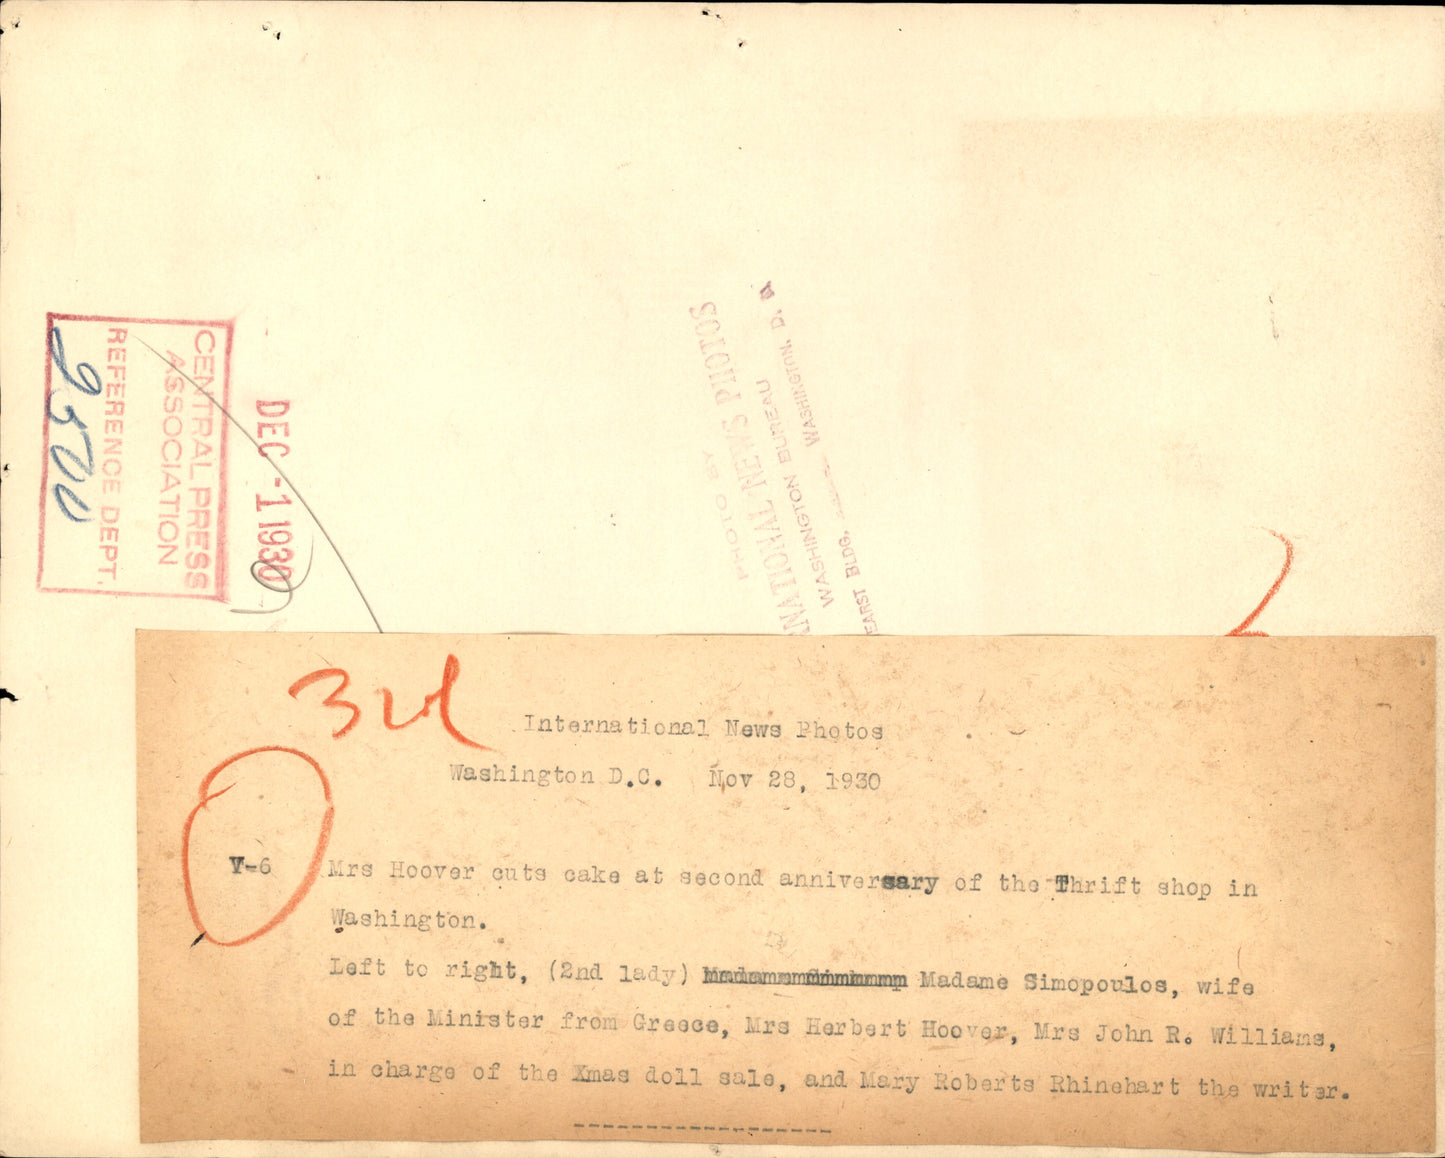 CENTRAL PRESS
ASSOCIATION
REFERENCE DEPT.
DEC -1 1930
PHOTO BY
NATIONAL NEWS PHOTOS
WASHINGTON BUREAU
EARST BLDG. WASHINGTON, D.
3rd
International News Photos
Washington D.C. Nov 28, 1930
V-6 Mrs Hoover cuts cake at second anniversary of the Thrift shop in
Washington.
Left to right, (2nd lady) Madame Simopoulos, wife
of the Minister from Greece, Mrs Herbert Hoover, Mrs John R. Williams,
in charge of the Xmas doll sale, and Mary Roberts Rhinehart the writer.
-------------------